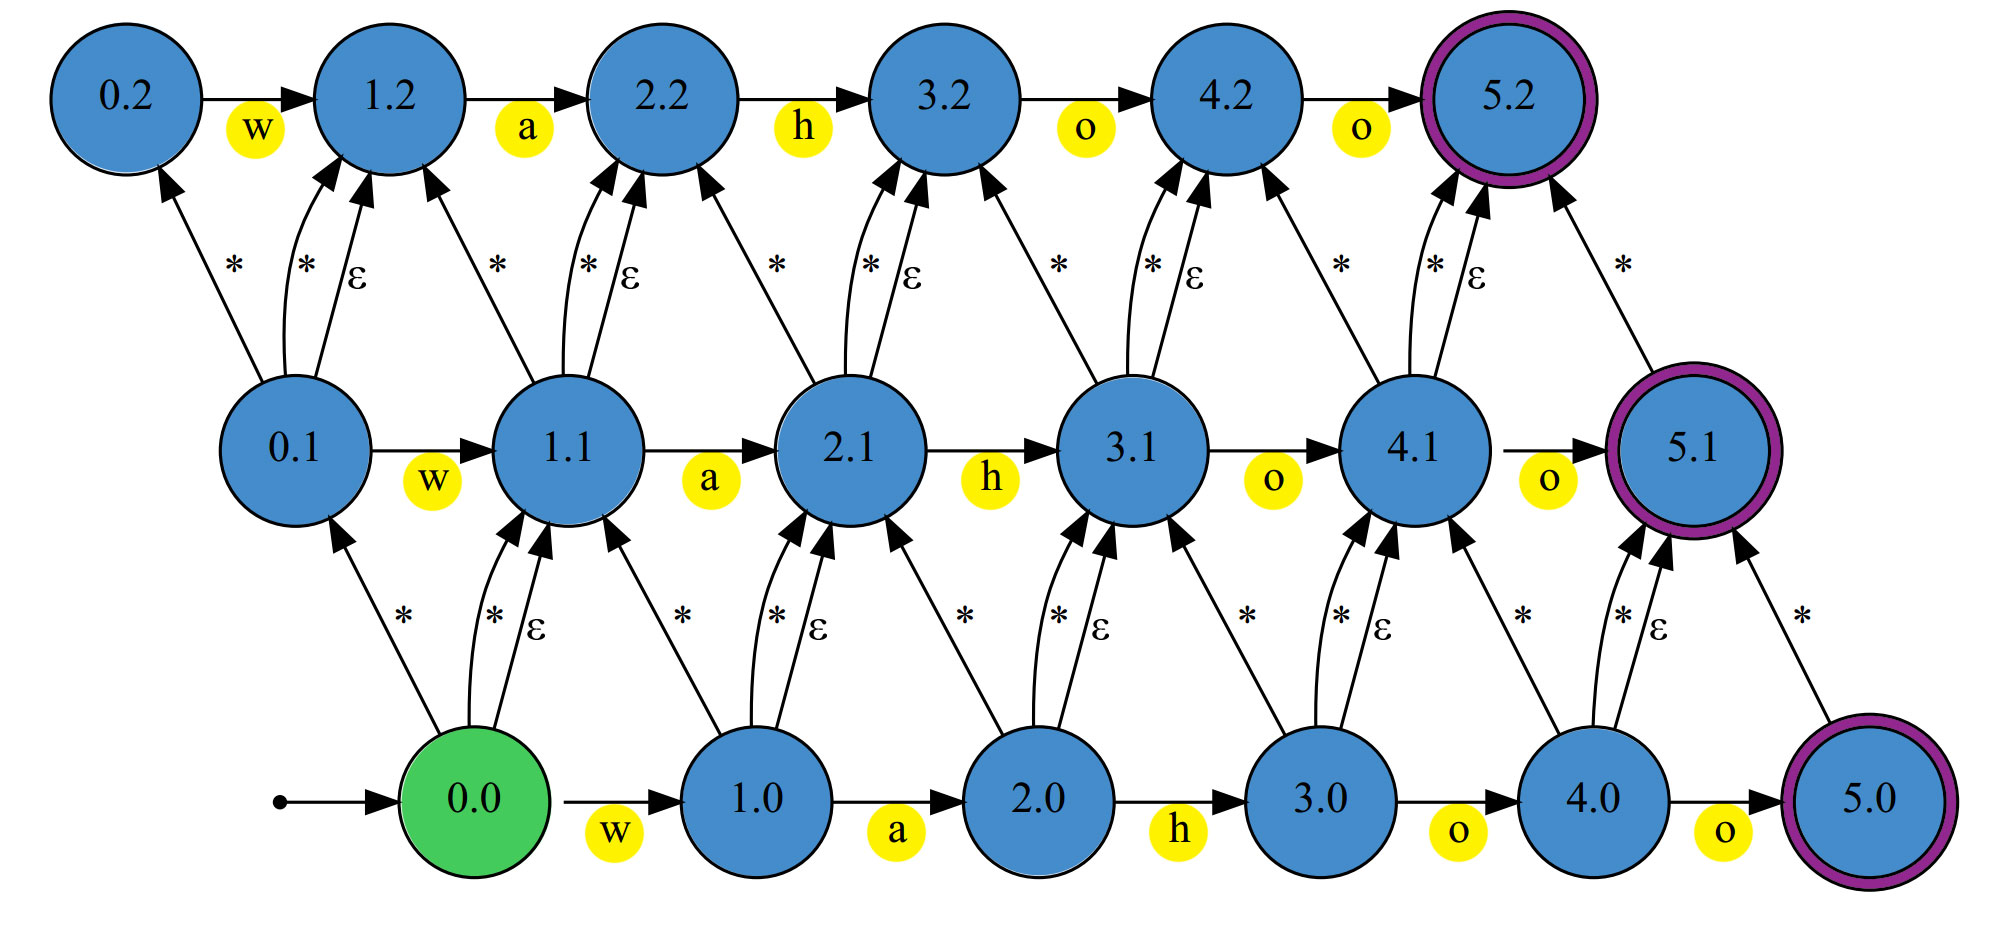 0.2 w 1.2 a 2.2 h 3.2 o 4.2 o 5.2
* * ε * * ε * * ε * * ε * * ε *
0.1 w 1.1 a 2.1 h 3.1 o 4.1 o 5.1
* * ε * * ε * * ε * * ε * * ε *
0.0 w 1.0 a 2.0 h 3.0 o 4.0 o 5.0